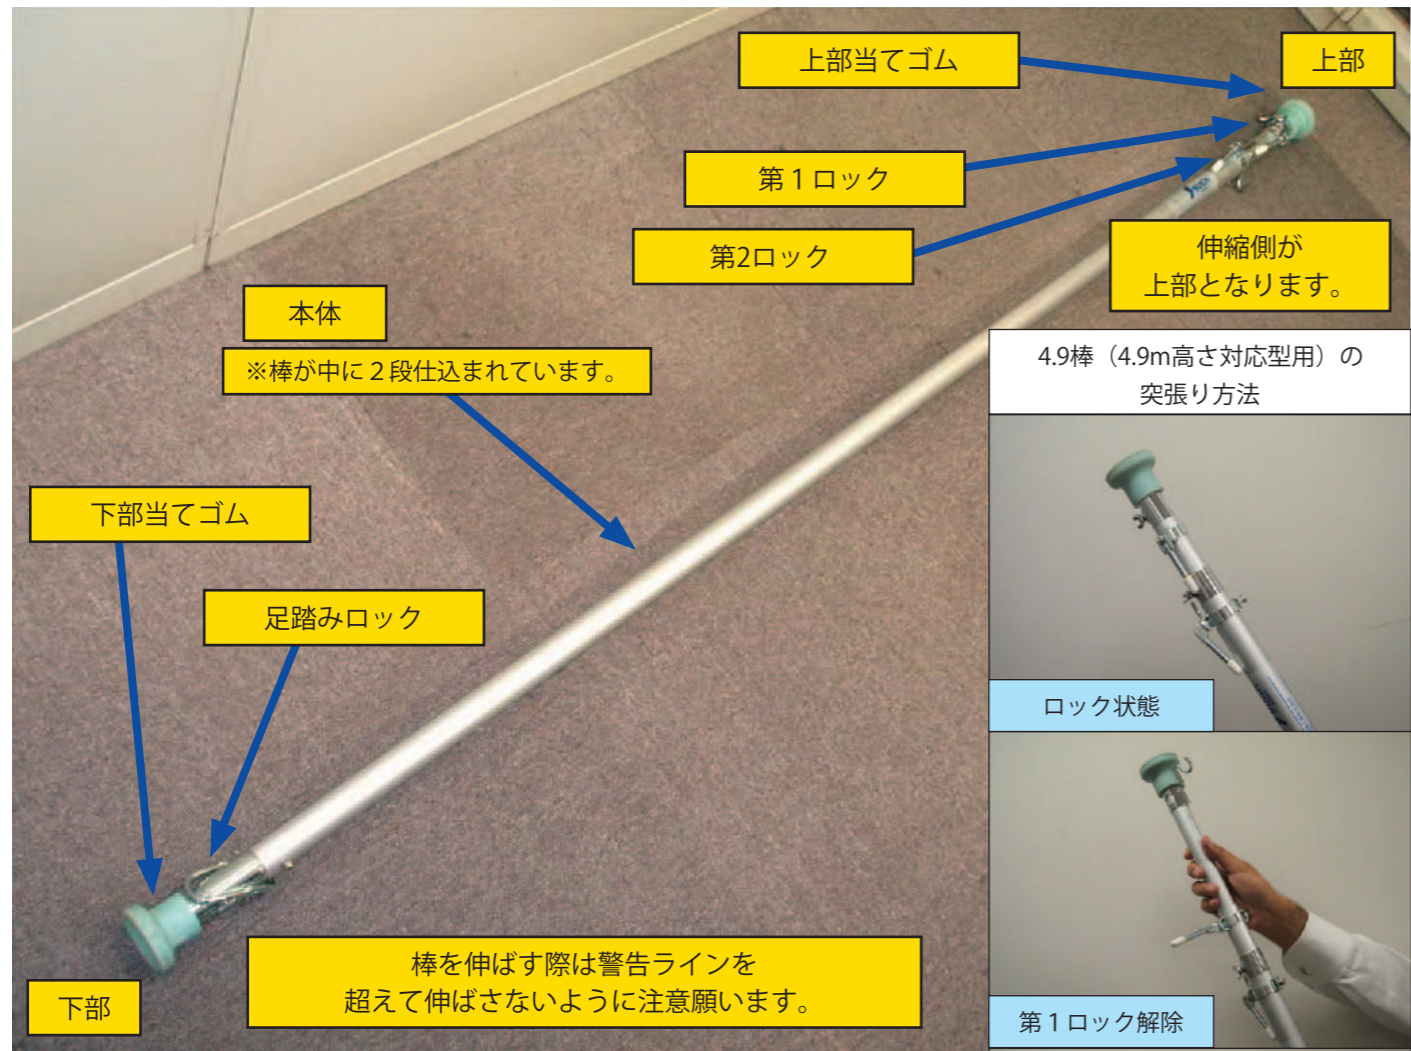 上部当てゴム
上部
第１ロック
第2ロック
伸縮側が
上部となります。
本体
※棒が中に２段仕込まれています。
4.9棒（4.9m高さ対応型用）の
突張り方法
下部当てゴム
足踏みロック
ロック状態
棒を伸ばす際は警告ラインを
超えて伸ばさないように注意願います。
下部
第１ロック解除